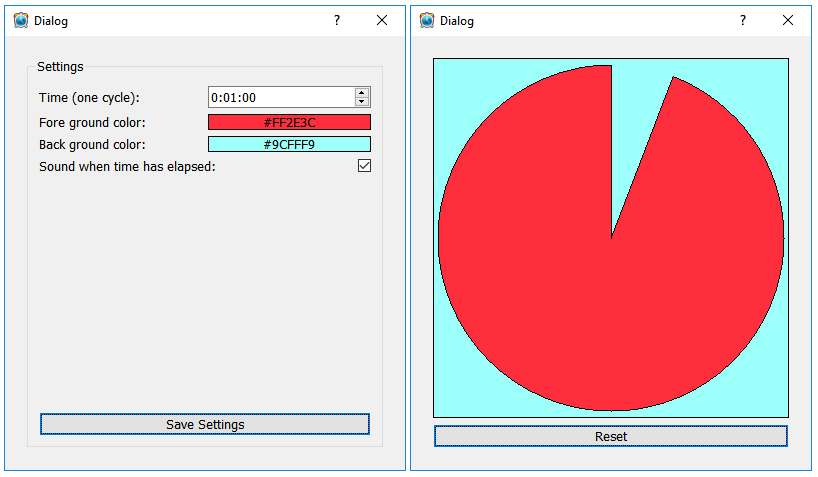 Dialog
?
Settings
Time (one cycle): 0:01:00
Fore ground color: #FF2E3C
Back ground color: #9CFFF9
Sound when time has elapsed:
Save Settings
Dialog
?
Reset